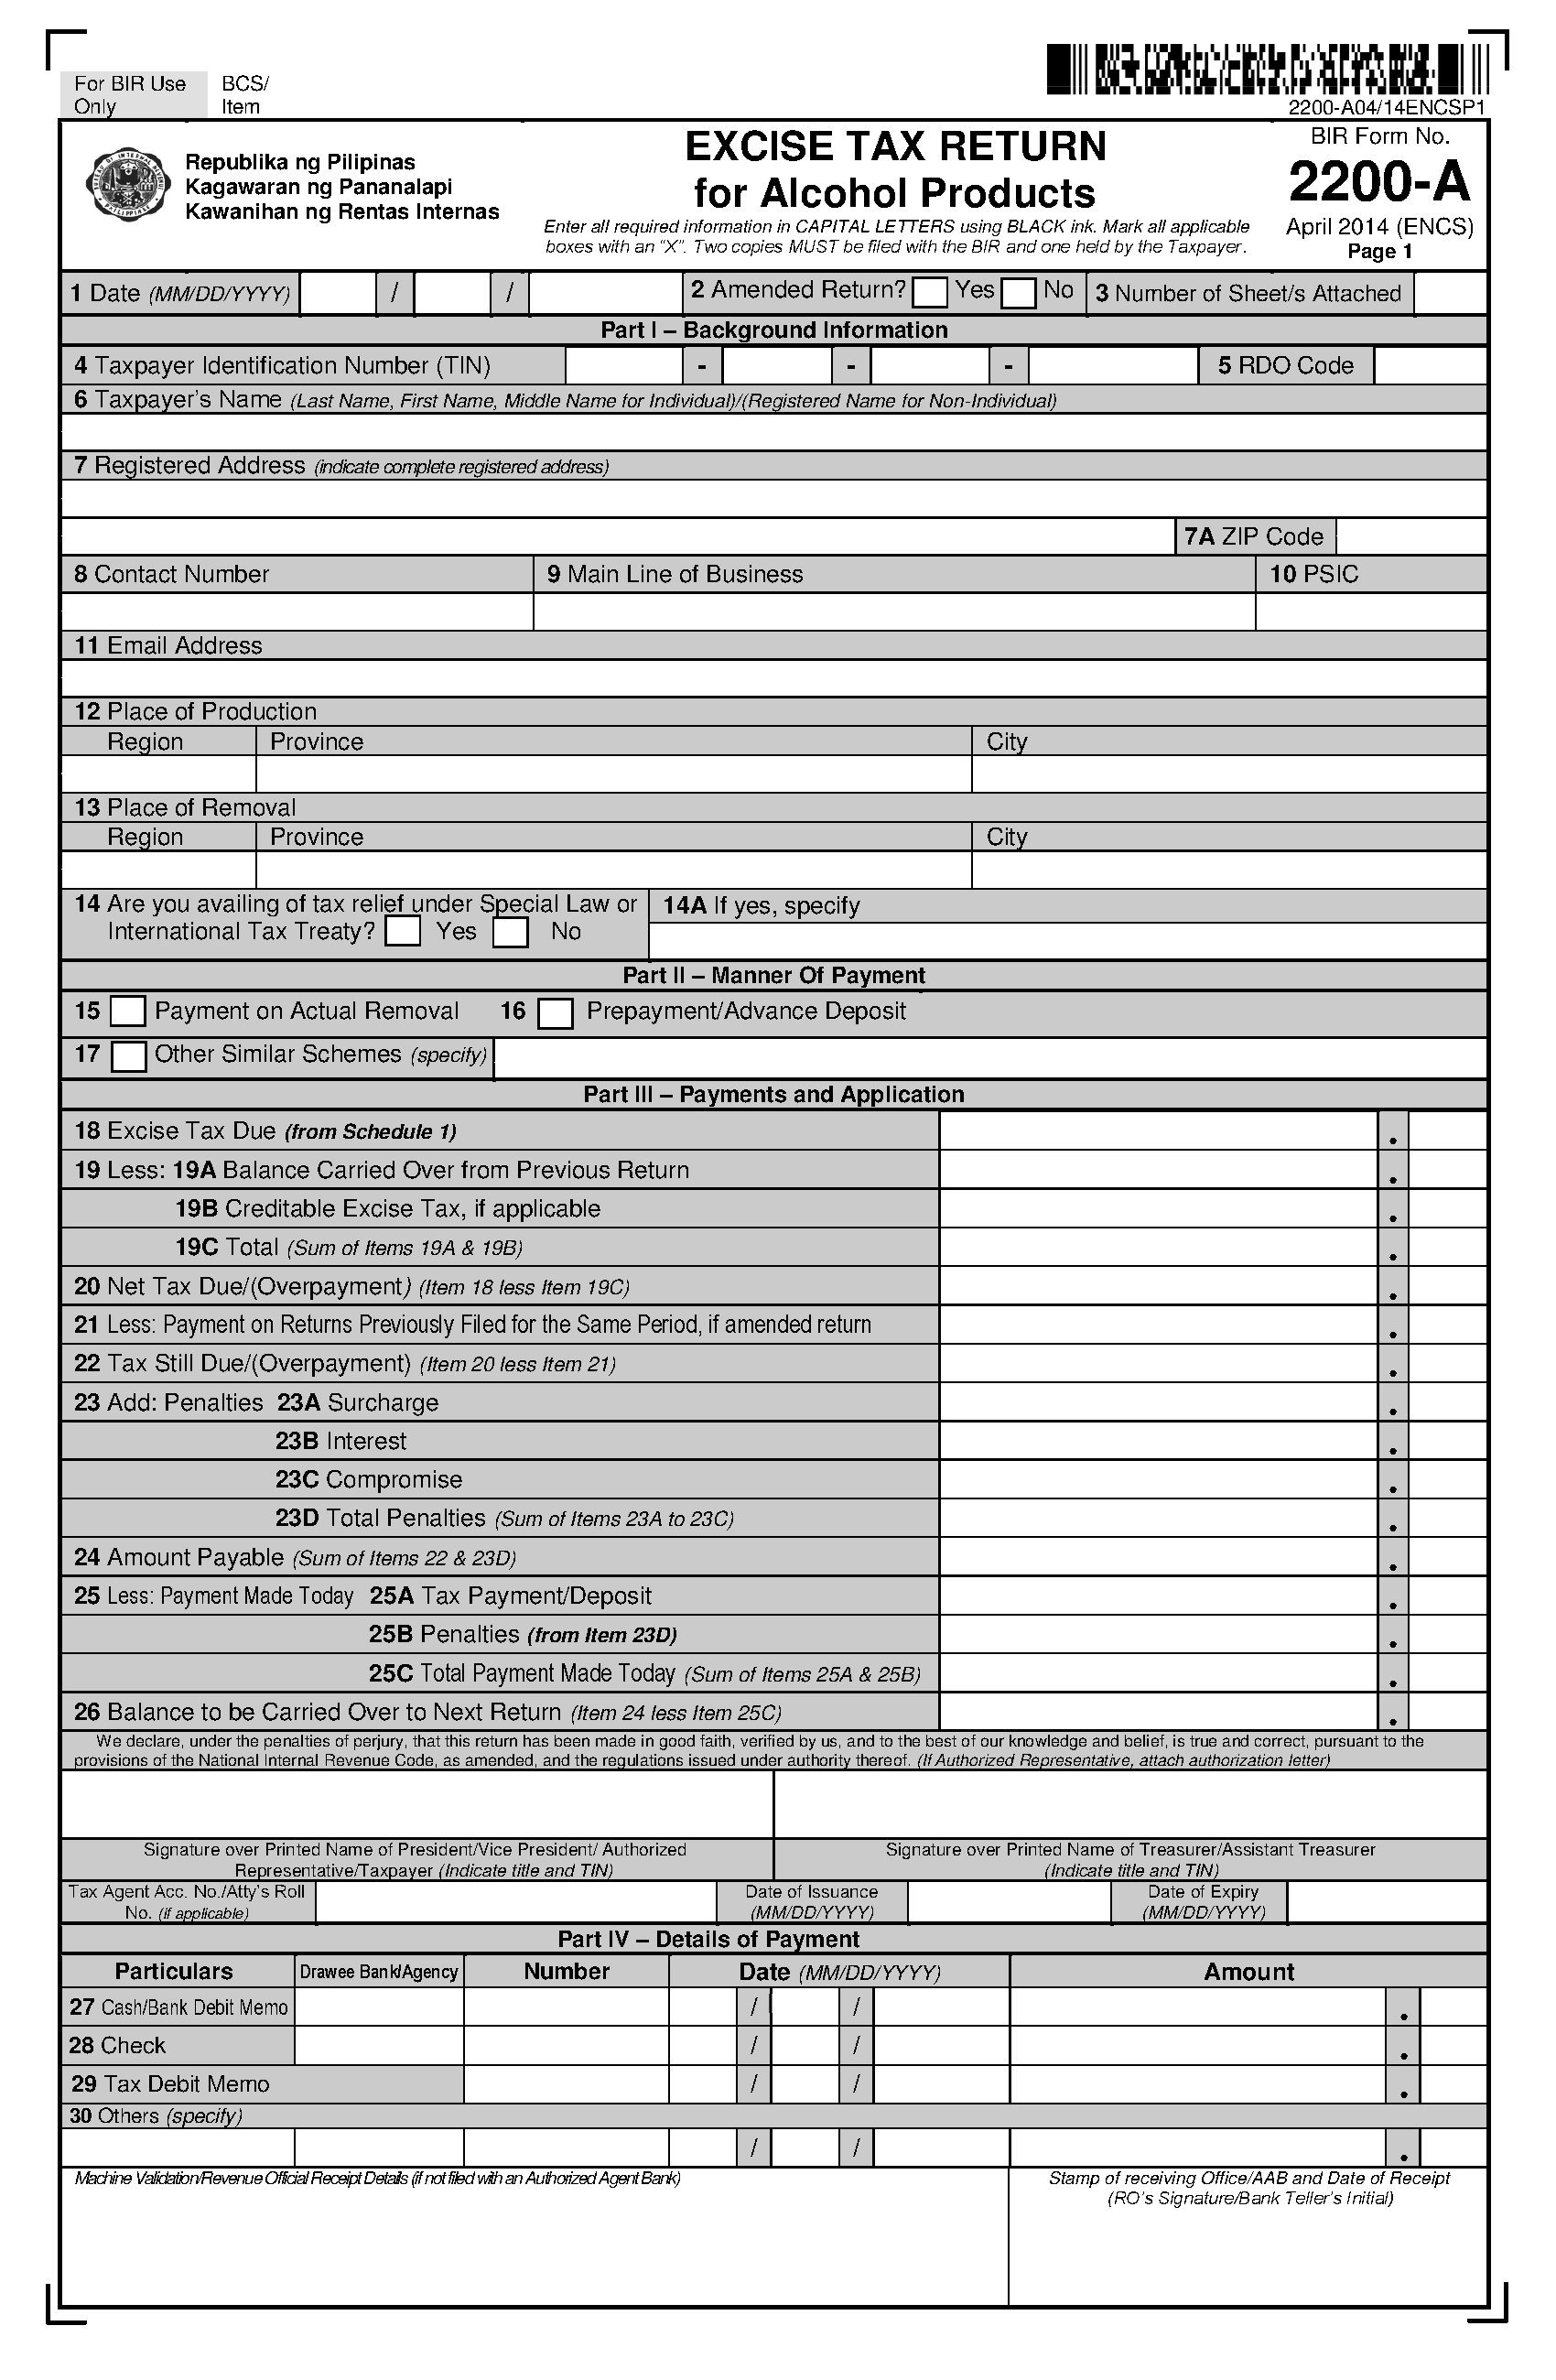 For BIR Use Only
BCS/ Item
2200-A04/14ENCSP1
Republika ng Pilipinas
Kagawaran ng Pananalapi
Kawanihan ng Rentas Internas
EXCISE TAX RETURN
for Alcohol Products
Enter all required information in CAPITAL LETTERS using BLACK ink. Mark all applicable
boxes with an “X”. Two copies MUST be filed with the BIR and one held by the Taxpayer.
BIR Form No.
2200-A
April 2014 (ENCS)
Page 1
1 Date (MM/DD/YYYY) / / 2 Amended Return? Yes No 3 Number of Sheet/s Attached
Part I – Background Information
4 Taxpayer Identification Number (TIN) - - - 5 RDO Code
6 Taxpayer’s Name (Last Name, First Name, Middle Name for Individual)/(Registered Name for Non-Individual)
7 Registered Address (indicate complete registered address)
7A ZIP Code
8 Contact Number 9 Main Line of Business 10 PSIC
11 Email Address
12 Place of Production
Region Province City
13 Place of Removal
Region Province City
14 Are you availing of tax relief under Special Law or
International Tax Treaty? Yes No
14A If yes, specify
Part II – Manner Of Payment
15 Payment on Actual Removal 16 Prepayment/Advance Deposit
17 Other Similar Schemes (specify)
Part III – Payments and Application
18 Excise Tax Due (from Schedule 1) .
19 Less: 19A Balance Carried Over from Previous Return .
19B Creditable Excise Tax, if applicable .
19C Total (Sum of Items 19A & 19B) .
20 Net Tax Due/(Overpayment) (Item 18 less Item 19C) .
21 Less: Payment on Returns Previously Filed for the Same Period, if amended return .
22 Tax Still Due/(Overpayment) (Item 20 less Item 21) .
23 Add: Penalties 23A Surcharge .
23B Interest .
23C Compromise .
23D Total Penalties (Sum of Items 23A to 23C) .
24 Amount Payable (Sum of Items 22 & 23D) .
25 Less: Payment Made Today 25A Tax Payment/Deposit .
25B Penalties (from Item 23D) .
25C Total Payment Made Today (Sum of Items 25A & 25B) .
26 Balance to be Carried Over to Next Return (Item 24 less Item 25C) .
We declare, under the penalties of perjury, that this return has been made in good faith, verified by us, and to the best of our knowledge and belief, is true and correct, pursuant to the
provisions of the National Internal Revenue Code, as amended, and the regulations issued under authority thereof. (If Authorized Representative, attach authorization letter)
Signature over Printed Name of President/Vice President/ Authorized
Representative/Taxpayer (Indicate title and TIN)
Signature over Printed Name of Treasurer/Assistant Treasurer
(Indicate title and TIN)
Tax Agent Acc. No./Atty’s Roll
No. (if applicable)
Date of Issuance
(MM/DD/YYYY)
Date of Expiry
(MM/DD/YYYY)
Part IV – Details of Payment
Particulars Drawee Bank/Agency Number Date (MM/DD/YYYY) Amount
27 Cash/Bank Debit Memo / / .
28 Check / / .
29 Tax Debit Memo / / .
30 Others (specify)
/ / .
Machine Validation/Revenue Official Receipt Details (if not filed with an Authorized Agent Bank)
Stamp of receiving Office/AAB and Date of Receipt
(RO’s Signature/Bank Teller’s Initial)